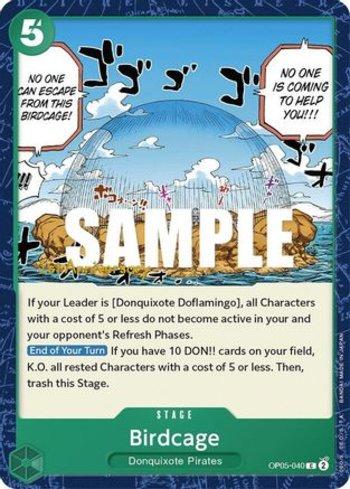 5
NO ONE
CAN ESCAPE
FROM THIS
BIRDCAGE!
NO ONE
IS COMING
TO HELP
YOU!!!
SAMPLE
If your Leader is [Donquixote Doflamingo], all Characters
with a cost of 5 or less do not become active in your and
your opponent's Refresh Phases.
End of Your Turn If you have 10 DON!! cards on your field,
K.O. all rested Characters with a cost of 5 or less. Then,
trash this Stage.
STAGE
Birdcage
Donquixote Pirates
OP05-040 C 2